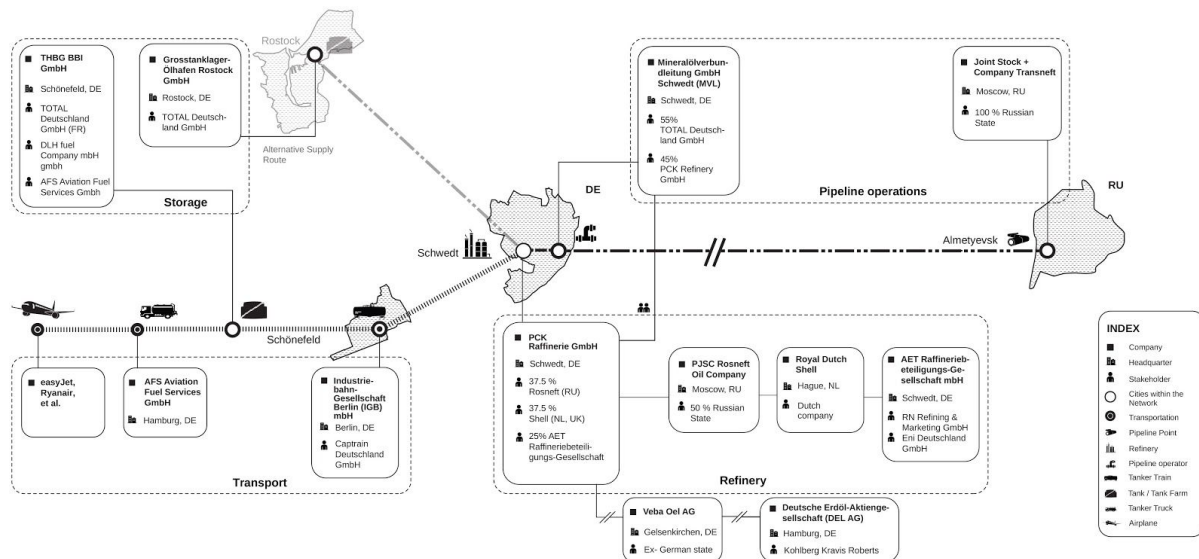 THBG BBI
GmbH
Schönefeld, DE
TOTAL
Deutschland
GmbH (FR)
DLH fuel
Company mbH
gmbh
AFS Aviation Fuel
Services Gmbh
Grosstanklager-
Ölhafen Rostock
GmbH
Rostock, DE
TOTAL Deutsch-
land GmbH
Storage
Rostock
Alternative Supply
Route
Mineralölverbun-
dleitung GmbH
Schwedt (MVL)
Schwedt, DE
55%
TOTAL Deutsch-
land GmbH
45%
PCK Refinery
GmbH
Joint Stock +
Company Transneft
Moscow, RU
100 % Russian
State
Pipeline operations
DE
RU
Schwedt
Almetyevsk
Schönefeld
easyJet,
Ryanair,
et al.
AFS Aviation
Fuel Services
GmbH
Hamburg, DE
Industrie-
bahn-
Gesellschaft
Berlin (IGB)
mbH
Berlin, DE
Captrain
Deutschland
GmbH
Transport
PCK
Raffinerie GmbH
Schwedt, DE
37.5 %
Rosneft (RU)
37.5 %
Shell (NL, UK)
25% AET
Raffineriebeteili-
gungs-Gesellschaft
PJSC Rosneft
Oil Company
Moscow, RU
50 % Russian
State
Royal Dutch
Shell
Hague, NL
Dutch
company
AET Raffinerieb-
eteiligungs-Ge-
sellschaft mbH
Schwedt, DE
RN Refining &
Marketing GmbH
Eni Deutschland
GmbH
Refinery
Veba Oel AG
Gelsenkirchen, DE
Ex- German state
Deutsche Erdöl-Aktienge-
sellschaft (DEL AG)
Hamburg, DE
Kohlberg Kravis Roberts
INDEX
Company
Headquarter
Stakeholder
Cities within the
Network
Transportation
Pipeline Point
Refinery
Pipeline operator
Tanker Train
Tank / Tank Farm
Tanker Truck
Airplane